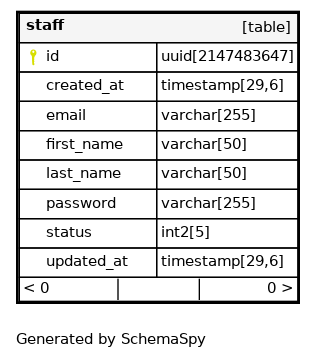 staff [table]
id uuid[2147483647]
created_at timestamp[29,6]
email varchar[255]
first_name varchar[50]
last_name varchar[50]
password varchar[255]
status int2[5]
updated_at timestamp[29,6]
< 0 0 >
Generated by SchemaSpy